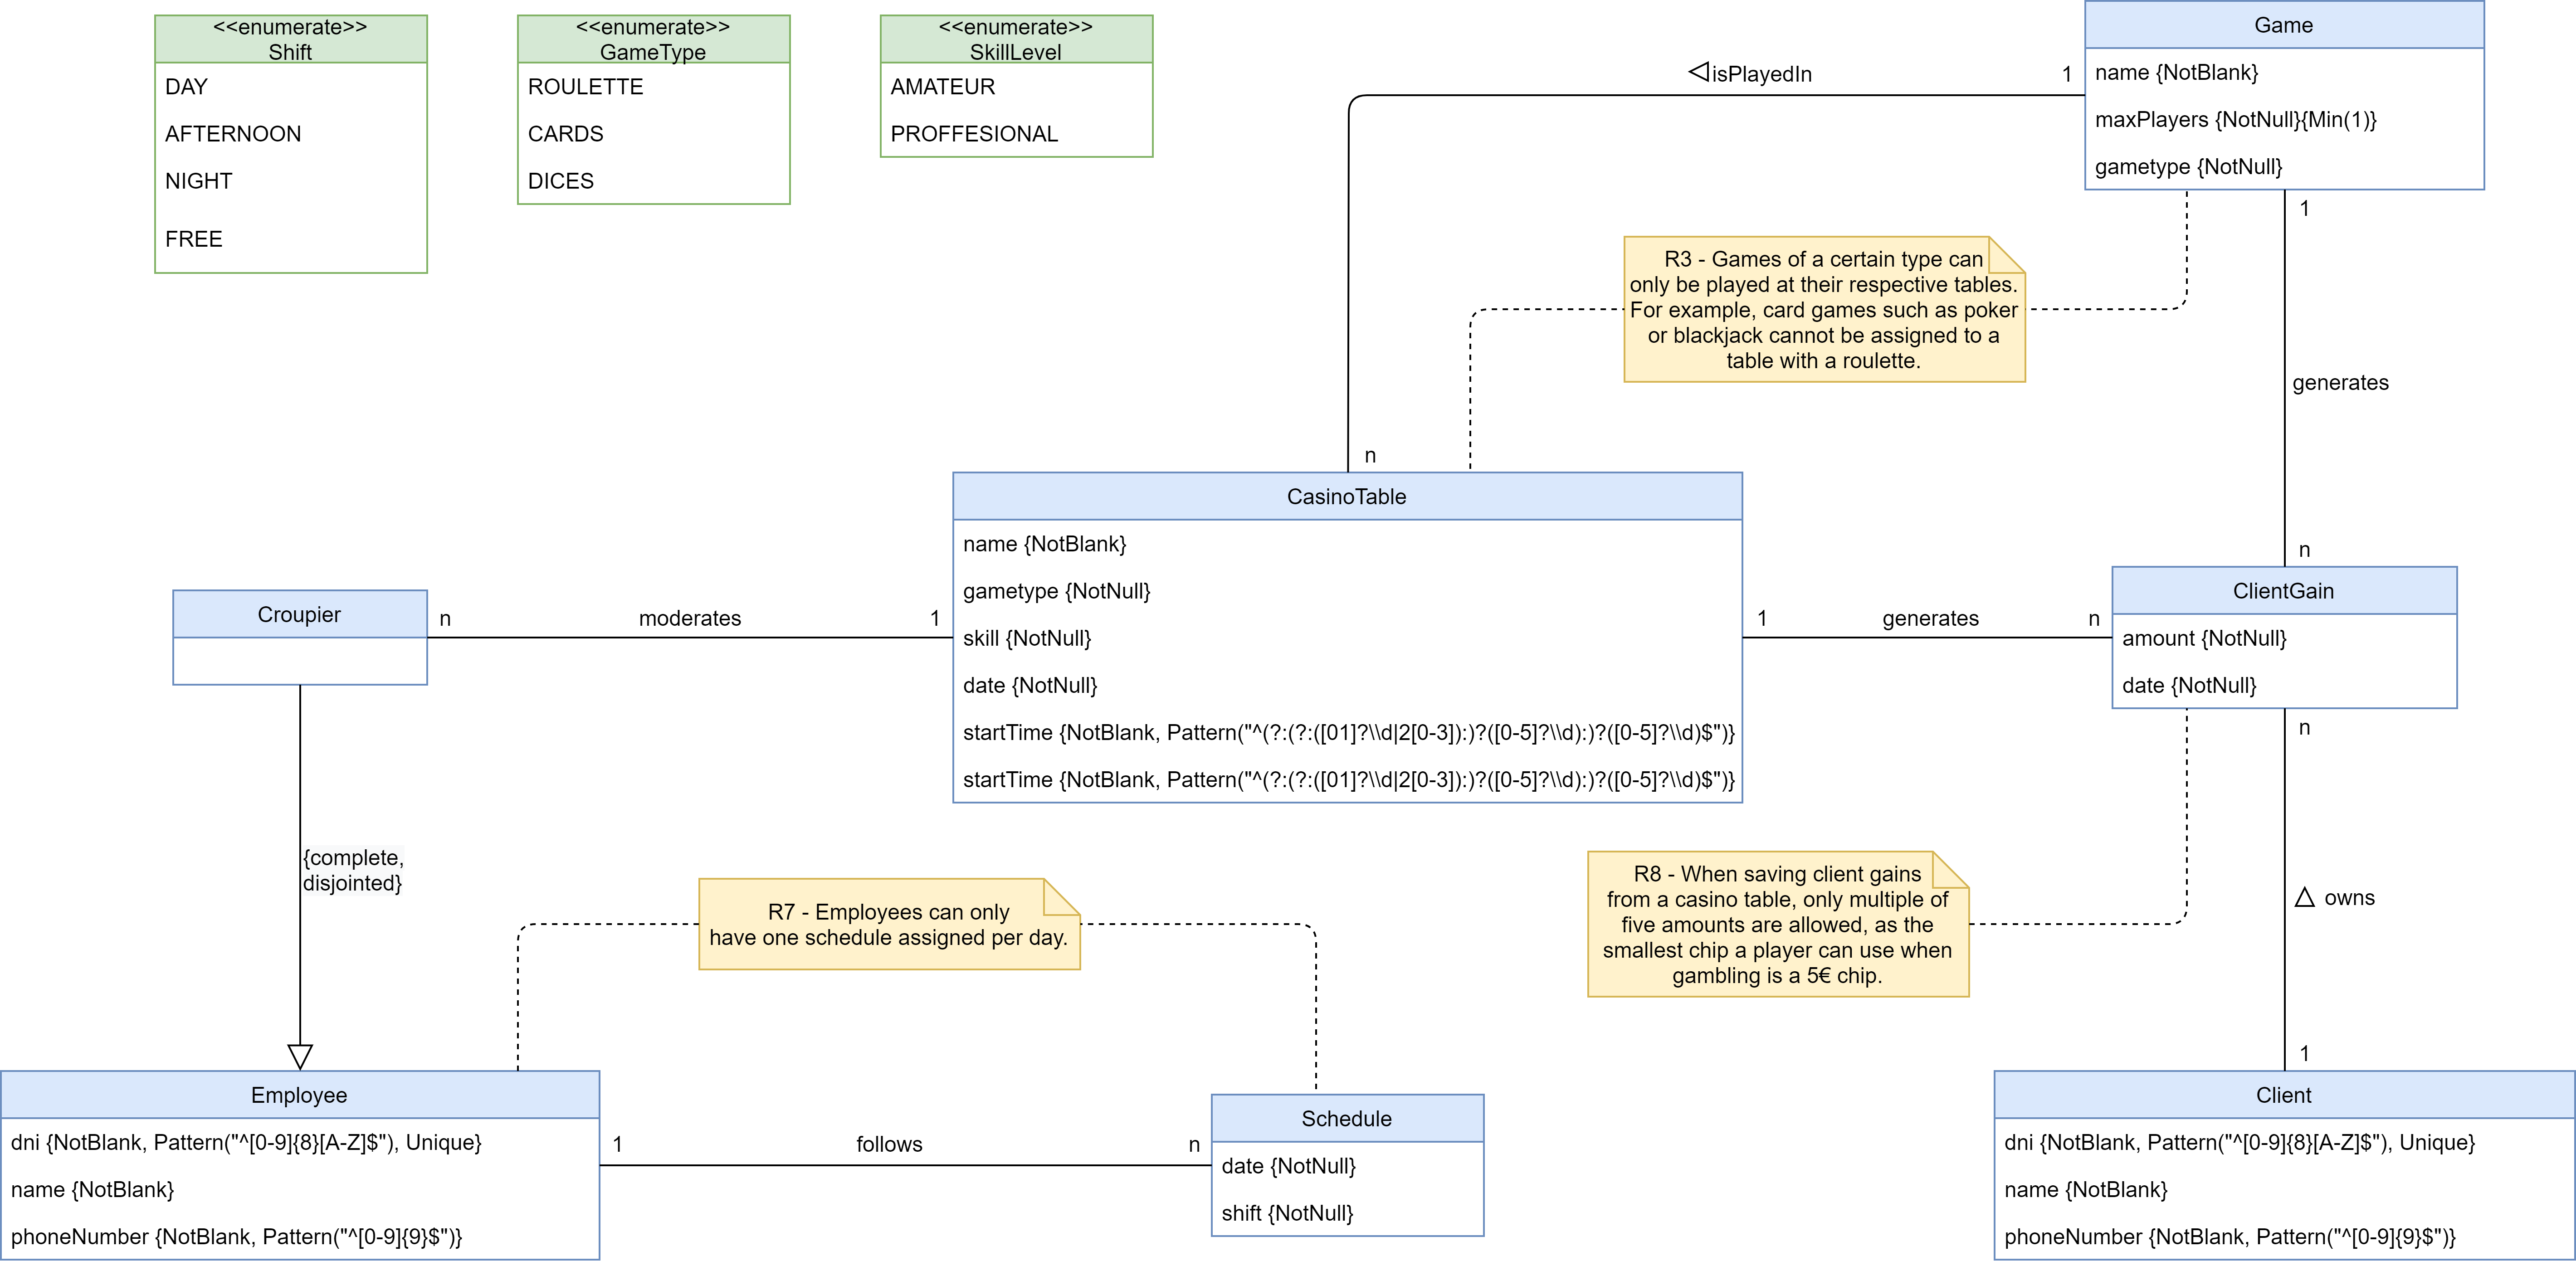 <<enumerate>>
Shift
DAY
AFTERNOON
NIGHT
FREE
<<enumerate>>
GameType
ROULETTE
CARDS
DICES
<<enumerate>>
SkillLevel
AMATEUR
PROFFESIONAL
Game
name {NotBlank}
maxPlayers {NotNull}{Min(1)}
gametype {NotNull}
isPlayedIn
1
n
1
generates
n
R3 - Games of a certain type can
only be played at their respective tables.
For example, card games such as poker
or blackjack cannot be assigned to a
table with a roulette.
CasinoTable
name {NotBlank}
gametype {NotNull}
skill {NotNull}
date {NotNull}
startTime {NotBlank, Pattern("^(?:(?:([01]?\\d|2[0-3]):)?([0-5]?\\d):)?([0-5]?\\d)$")}
startTime {NotBlank, Pattern("^(?:(?:([01]?\\d|2[0-3]):)?([0-5]?\\d):)?([0-5]?\\d)$")}
Croupier
n
moderates
1
1
generates
n
ClientGain
amount {NotNull}
date {NotNull}
n
owns
1
{complete,
disjointed}
R7 - Employees can only
have one schedule assigned per day.
R8 - When saving client gains
from a casino table, only multiple of
five amounts are allowed, as the
smallest chip a player can use when
gambling is a 5€ chip.
Employee
dni {NotBlank, Pattern("^[0-9]{8}[A-Z]$"), Unique}
name {NotBlank}
phoneNumber {NotBlank, Pattern("^[0-9]{9}$")}
1
follows
n
Schedule
date {NotNull}
shift {NotNull}
Client
dni {NotBlank, Pattern("^[0-9]{8}[A-Z]$"), Unique}
name {NotBlank}
phoneNumber {NotBlank, Pattern("^[0-9]{9}$")}